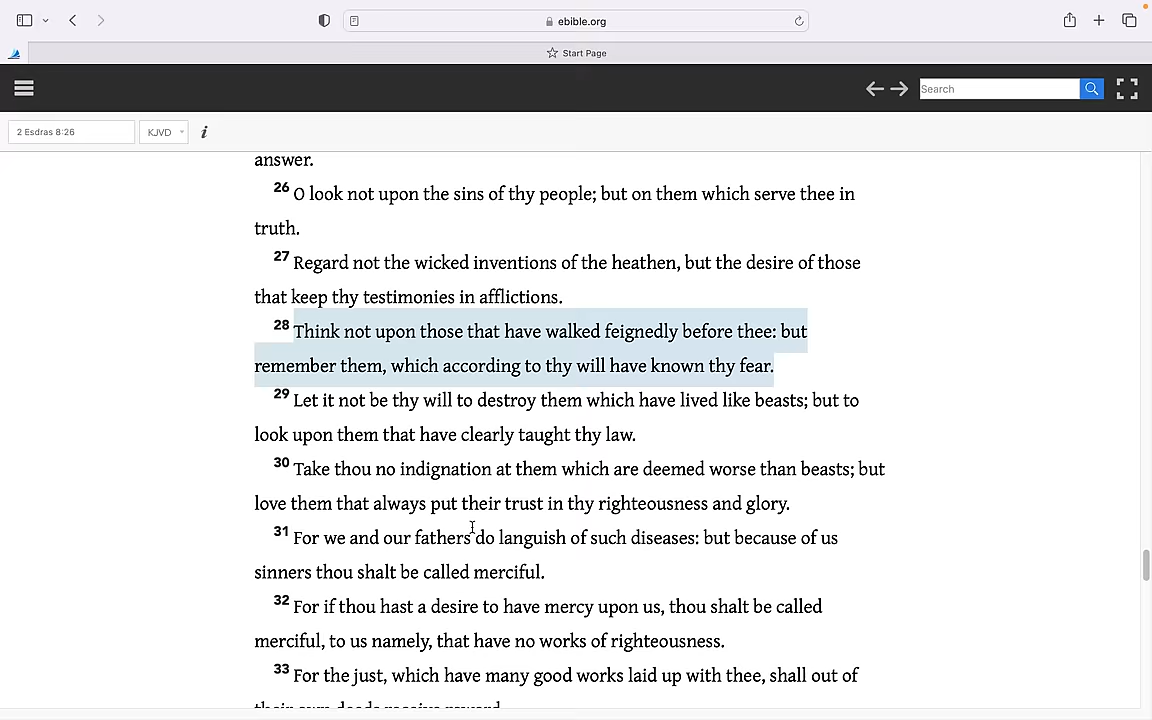 ebible.org
Start Page
Search
2 Esdras 8:26
KJVD
i
answer.
26 O look not upon the sins of thy people; but on them which serve thee in
truth.
27 Regard not the wicked inventions of the heathen, but the desire of those
that keep thy testimonies in afflictions.
28 Think not upon those that have walked feignedly before thee: but
remember them, which according to thy will have known thy fear.
29 Let it not be thy will to destroy them which have lived like beasts; but to
look upon them that have clearly taught thy law.
30 Take thou no indignation at them which are deemed worse than beasts; but
love them that always put their trust in thy righteousness and glory.
31 For we and our fathers do languish of such diseases: but because of us
sinners thou shalt be called merciful.
32 For if thou hast a desire to have mercy upon us, thou shalt be called
merciful, to us namely, that have no works of righteousness.
33 For the just, which have many good works laid up with thee, shall out of
their own deeds receive reward.